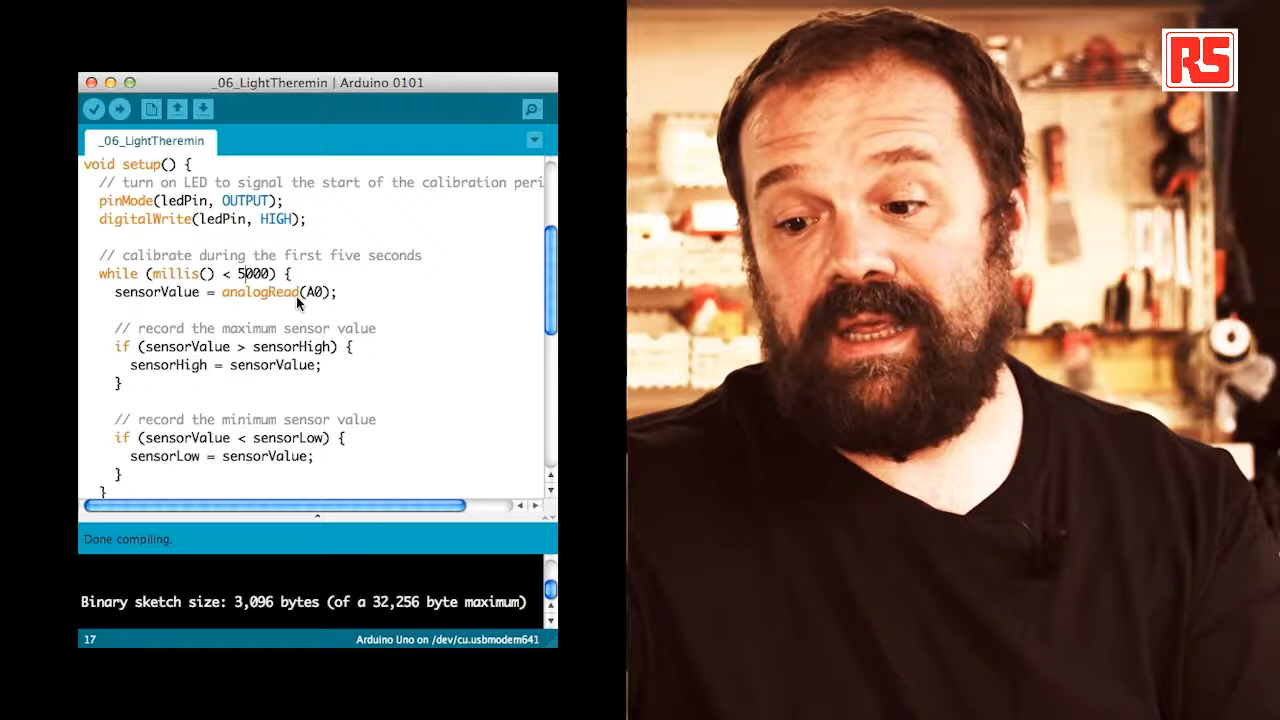 _06_LightTheremin | Arduino 0101
_06_LightTheremin
void setup() {
// turn on LED to signal the start of the calibration peri
pinMode(ledPin, OUTPUT);
digitalWrite(ledPin, HIGH);
// calibrate during the first five seconds
while (millis() < 5000) {
sensorValue = analogRead(A0);
// record the maximum sensor value
if (sensorValue > sensorHigh) {
sensorHigh = sensorValue;
}
// record the minimum sensor value
if (sensorValue < sensorLow) {
sensorLow = sensorValue;
}
}
Done compiling.
Binary sketch size: 3,096 bytes (of a 32,256 byte maximum)
17
Arduino Uno on /dev/cu.usbmodem641
RS